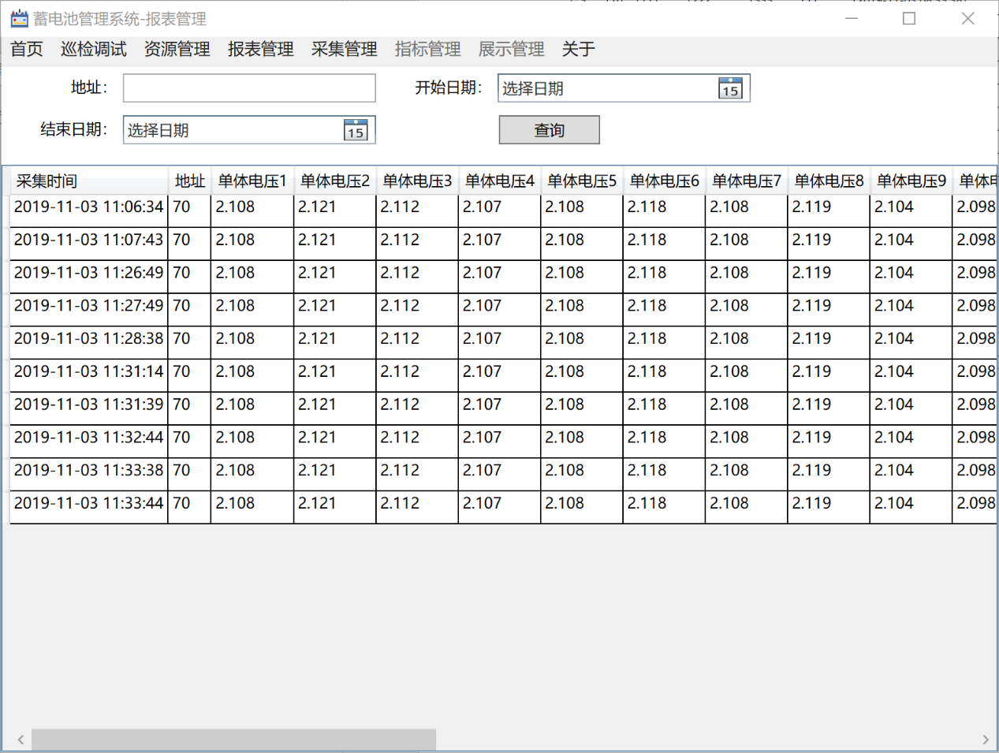 蓄电池管理系统-报表管理
首页 巡检调试 资源管理 报表管理 采集管理 指标管理 展示管理 关于
地址： 开始日期： 选择日期 15
结束日期： 选择日期 15 查询
采集时间 地址 单体电压1 单体电压2 单体电压3 单体电压4 单体电压5 单体电压6 单体电压7 单体电压8 单体电压9 单体
2019-11-03 11:06:34 70 2.108 2.121 2.112 2.107 2.108 2.118 2.108 2.119 2.104 2.098
2019-11-03 11:07:43 70 2.108 2.121 2.112 2.107 2.108 2.118 2.108 2.119 2.104 2.098
2019-11-03 11:26:49 70 2.108 2.121 2.112 2.107 2.108 2.118 2.108 2.119 2.104 2.098
2019-11-03 11:27:49 70 2.108 2.121 2.112 2.107 2.108 2.118 2.108 2.119 2.104 2.098
2019-11-03 11:28:38 70 2.108 2.121 2.112 2.107 2.108 2.118 2.108 2.119 2.104 2.098
2019-11-03 11:31:14 70 2.108 2.121 2.112 2.107 2.108 2.118 2.108 2.119 2.104 2.098
2019-11-03 11:31:39 70 2.108 2.121 2.112 2.107 2.108 2.118 2.108 2.119 2.104 2.098
2019-11-03 11:32:44 70 2.108 2.121 2.112 2.107 2.108 2.118 2.108 2.119 2.104 2.098
2019-11-03 11:33:38 70 2.108 2.121 2.112 2.107 2.108 2.118 2.108 2.119 2.104 2.098
2019-11-03 11:33:44 70 2.108 2.121 2.112 2.107 2.108 2.118 2.108 2.119 2.104 2.098